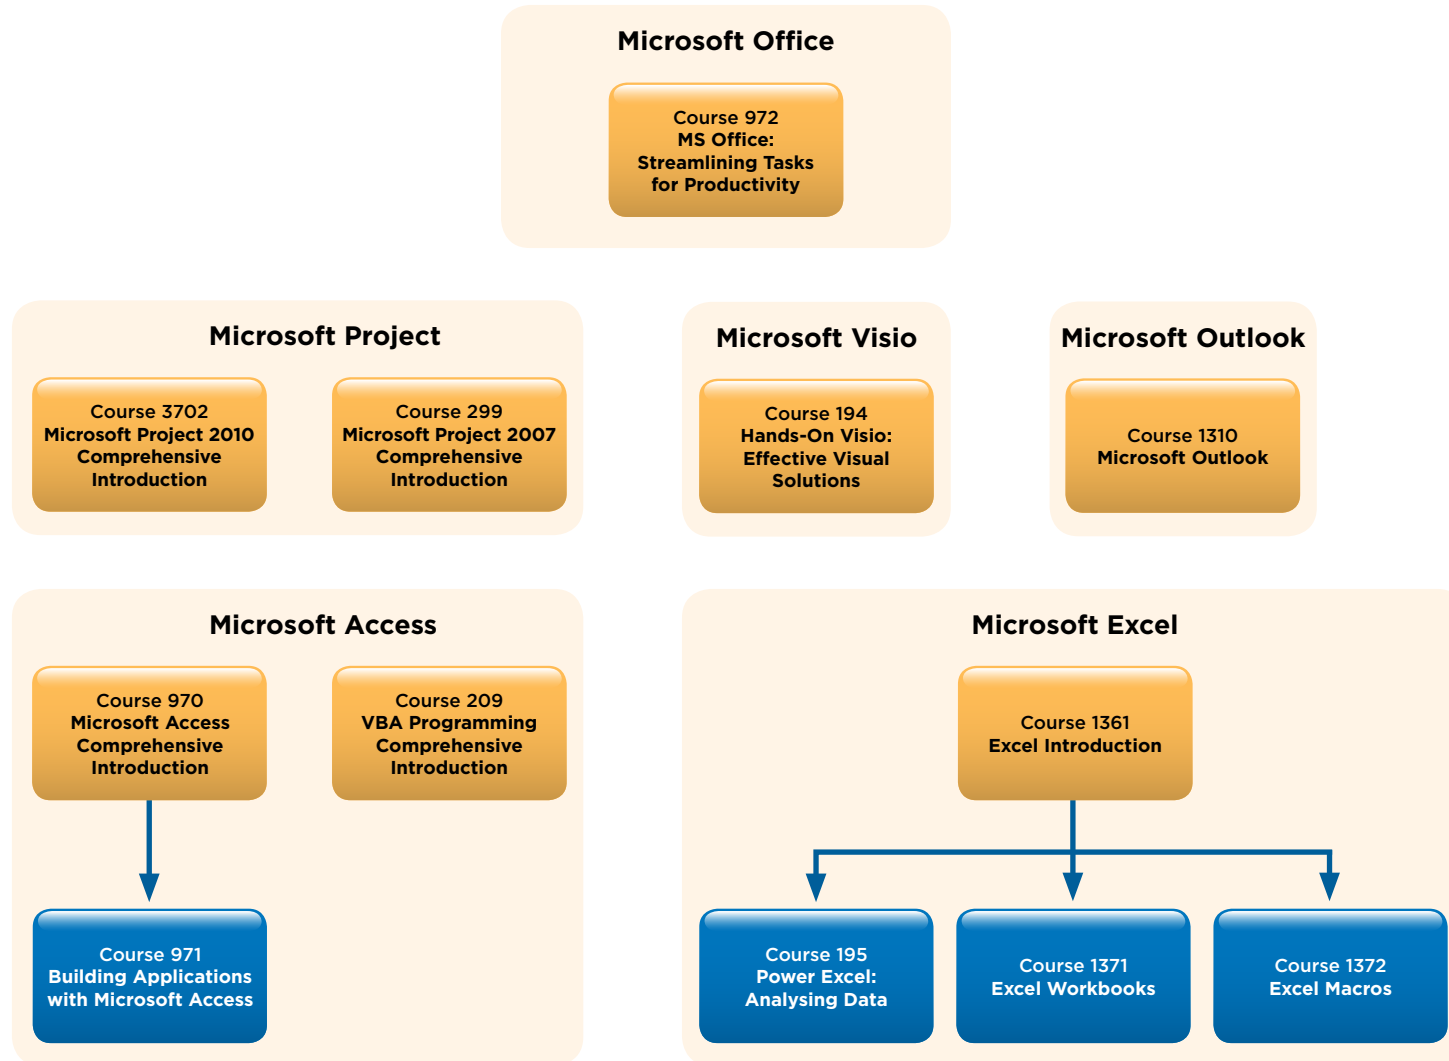 Microsoft Office
Course 972
MS Office:
Streamlining Tasks
for Productivity
Microsoft Project
Course 3702
Microsoft Project 2010
Comprehensive
Introduction
Course 299
Microsoft Project 2007
Comprehensive
Introduction
Microsoft Visio
Course 194
Hands-On Visio:
Effective Visual
Solutions
Microsoft Outlook
Course 1310
Microsoft Outlook
Microsoft Access
Course 970
Microsoft Access
Comprehensive
Introduction
Course 209
VBA Programming
Comprehensive
Introduction
Course 971
Building Applications
with Microsoft Access
Microsoft Excel
Course 1361
Excel Introduction
Course 195
Power Excel:
Analysing Data
Course 1371
Excel Workbooks
Course 1372
Excel Macros